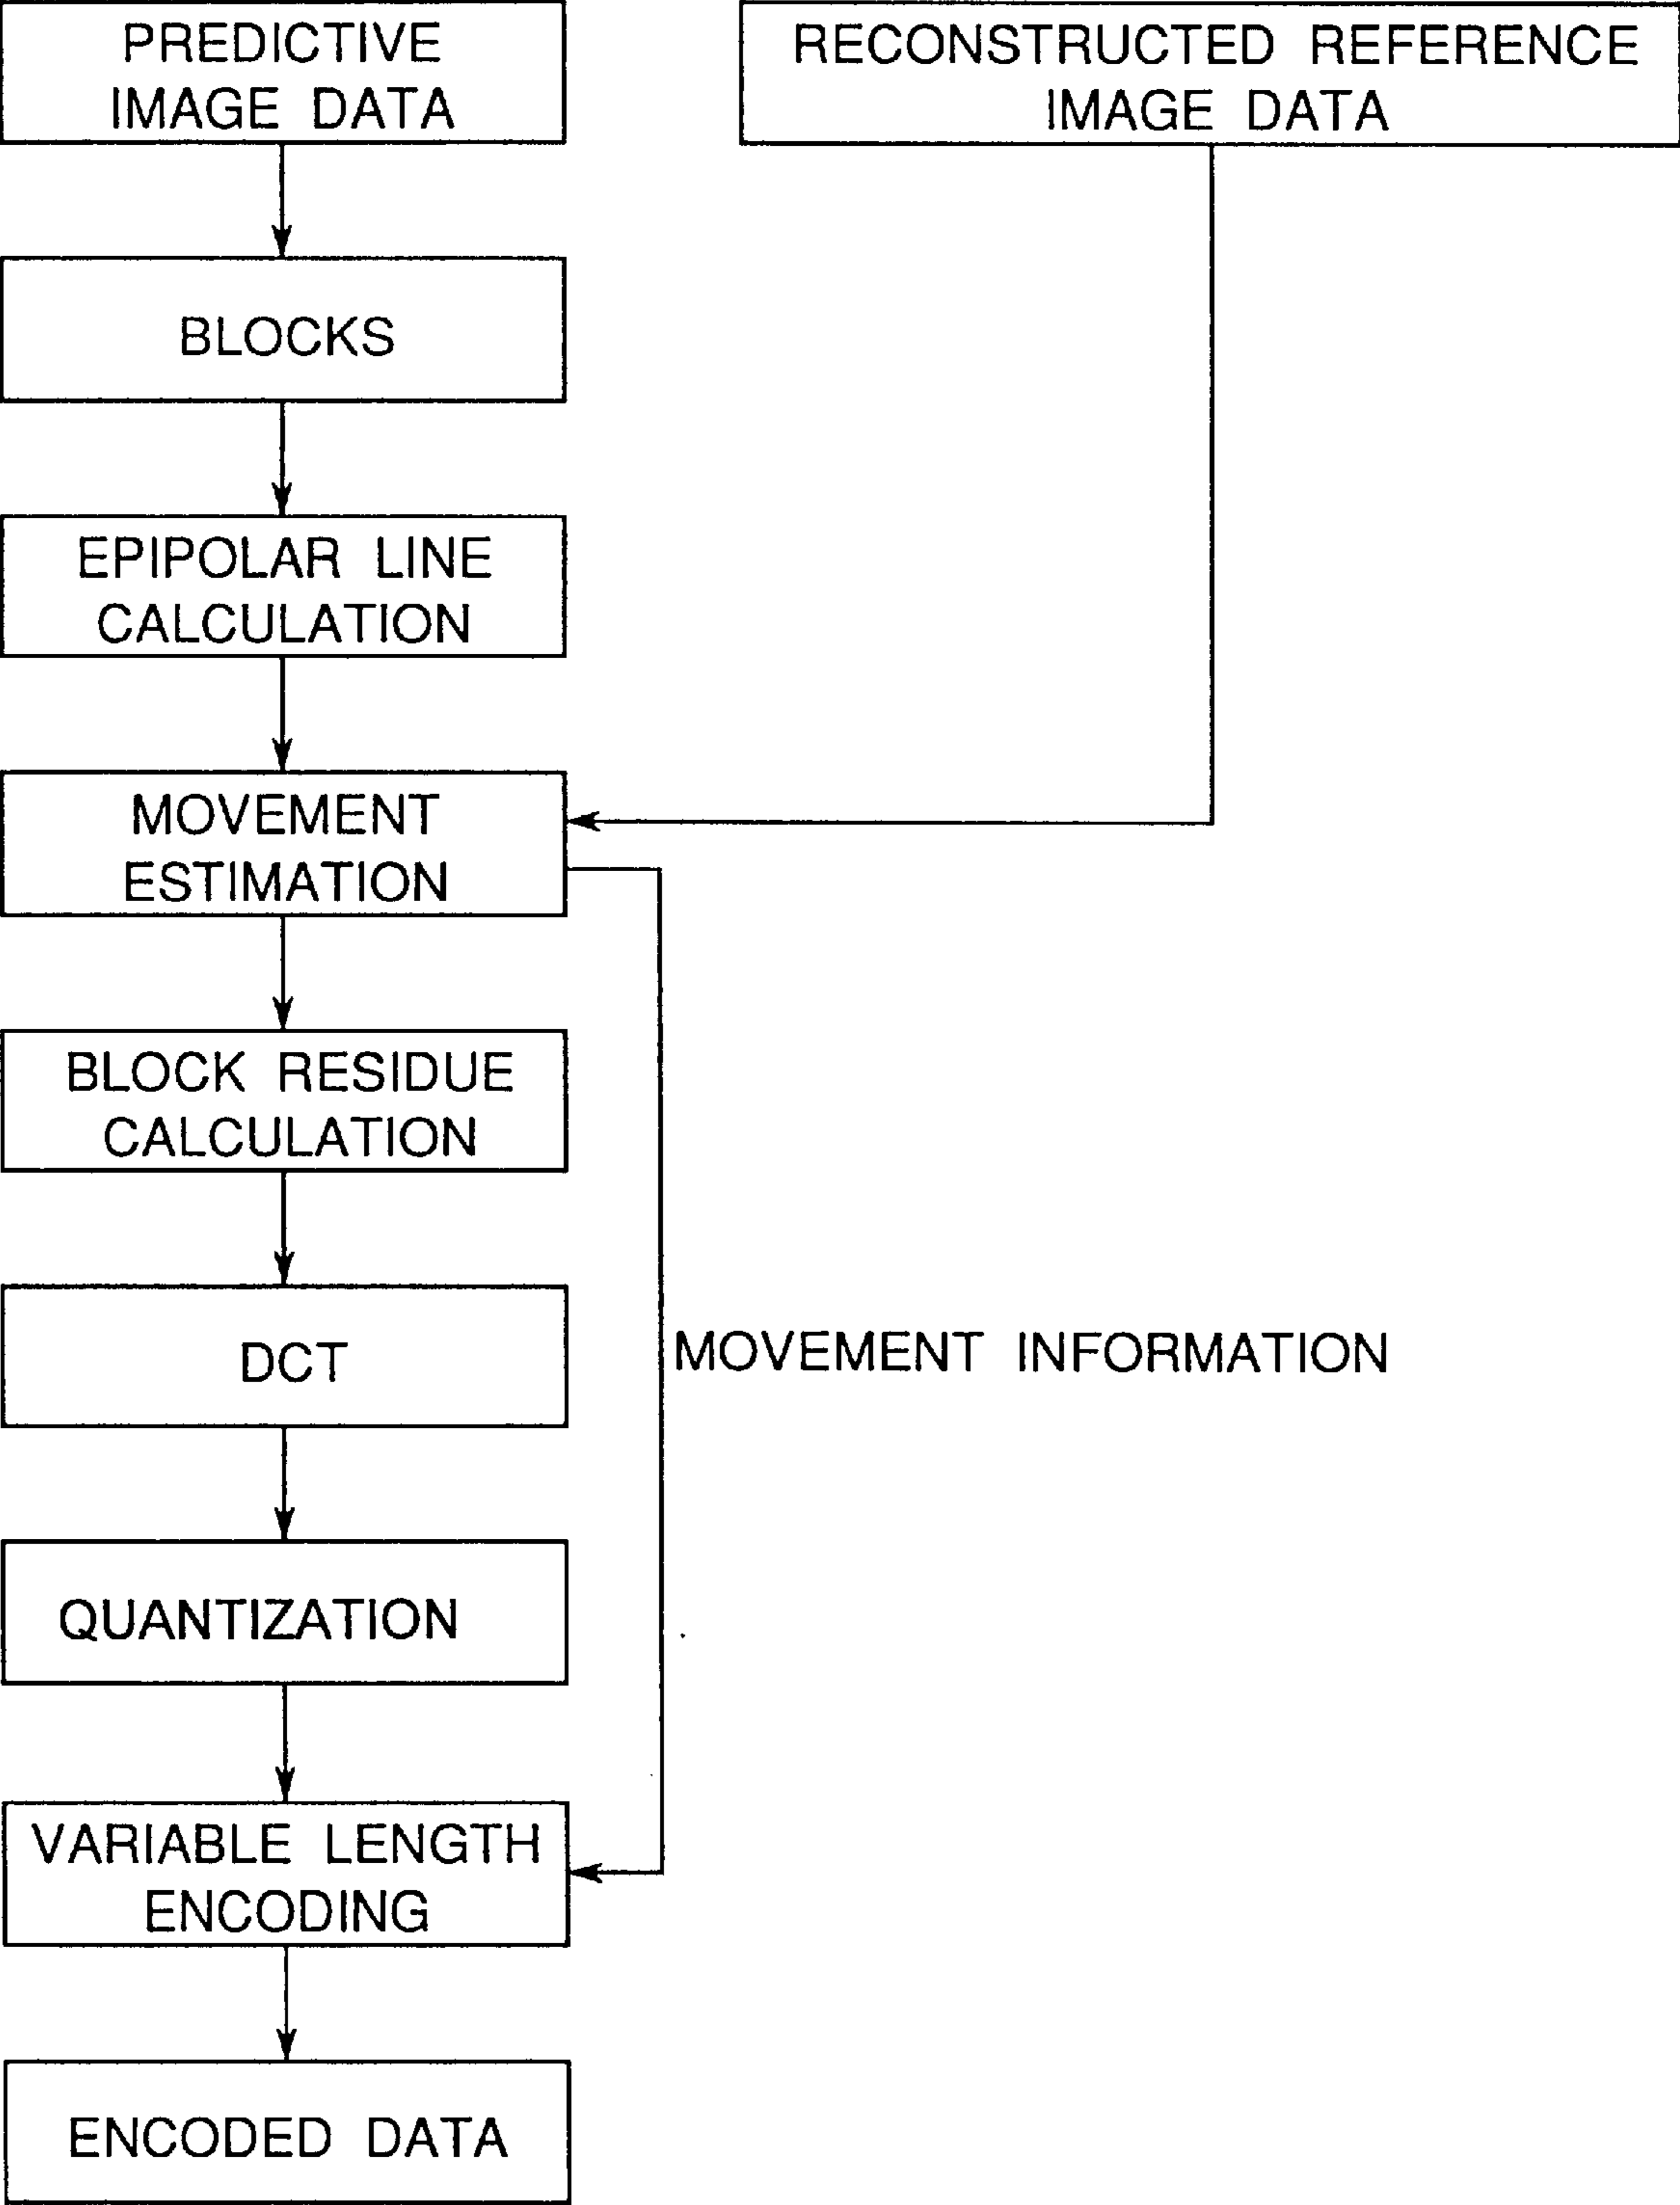 PREDICTIVE
IMAGE DATA
RECONSTRUCTED REFERENCE
IMAGE DATA
BLOCKS
EPIPOLAR LINE
CALCULATION
MOVEMENT
ESTIMATION
BLOCK RESIDUE
CALCULATION
DCT
MOVEMENT INFORMATION
QUANTIZATION
VARIABLE LENGTH
ENCODING
ENCODED DATA